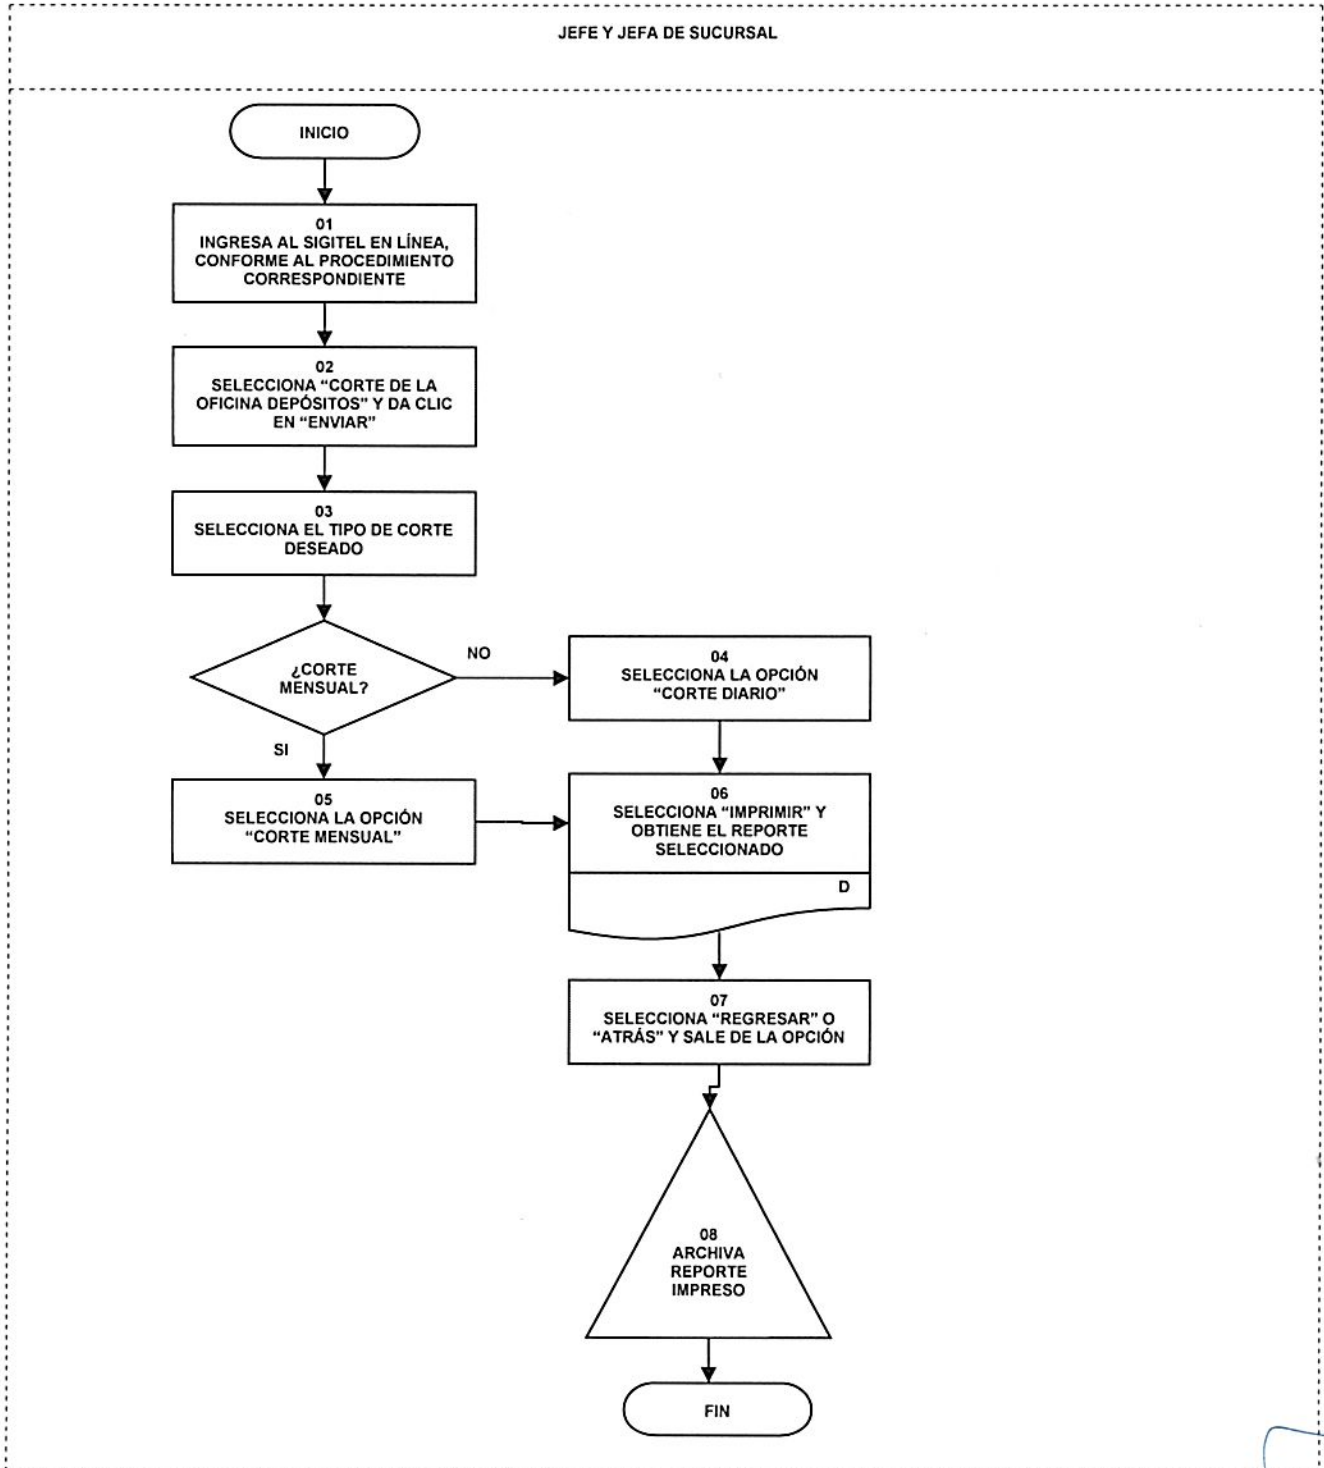 JEFE Y JEFA DE SUCURSAL
INICIO
01
INGRESA AL SIGITEL EN LÍNEA,
CONFORME AL PROCEDIMIENTO
CORRESPONDIENTE
02
SELECCIONA “CORTE DE LA
OFICINA DEPÓSITOS” Y DA CLIC
EN “ENVIAR”
03
SELECCIONA EL TIPO DE CORTE
DESEADO
¿CORTE
MENSUAL?
NO
04
SELECCIONA LA OPCIÓN
“CORTE DIARIO”
SI
05
SELECCIONA LA OPCIÓN
“CORTE MENSUAL”
06
SELECCIONA “IMPRIMIR” Y
OBTIENE EL REPORTE
SELECCIONADO
D
07
SELECCIONA “REGRESAR” O
“ATRÁS” Y SALE DE LA OPCIÓN
08
ARCHIVA
REPORTE
IMPRESO
FIN